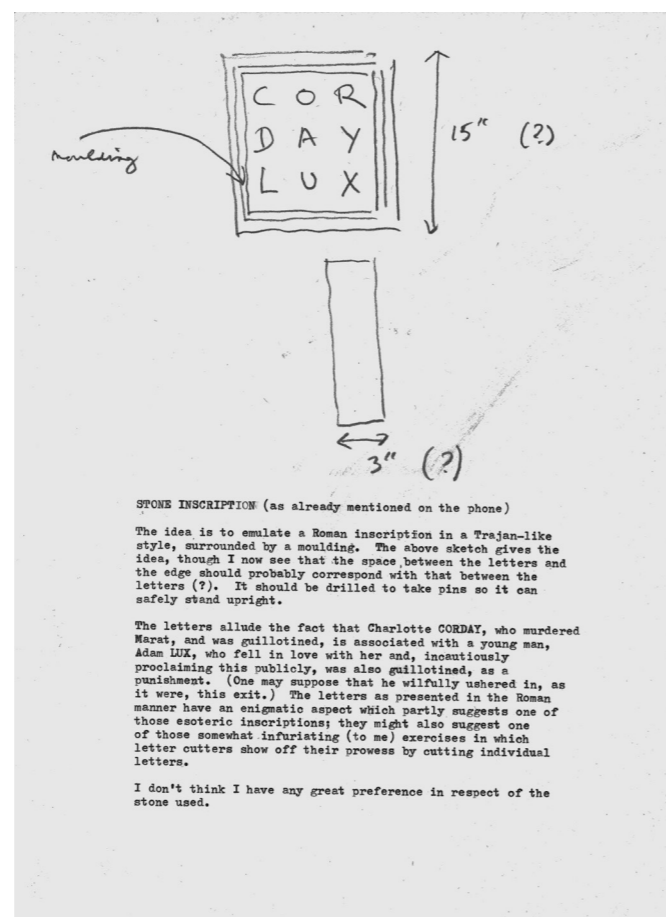 C O R
D A Y
L U X
moulding
15" (?)
3" (?)
STONE INSCRIPTION (as already mentioned on the phone)
The idea is to emulate a Roman inscription in a Trajan-like
style, surrounded by a moulding. The above sketch gives the
idea, though I now see that the space between the letters and
the edge should probably correspond with that between the
letters (?). It should be drilled to take pins so it can
safely stand upright.
The letters allude the fact that Charlotte CORDAY, who murdered
Marat, and was guillotined, is associated with a young man,
Adam LUX, who fell in love with her and, incautiously
proclaiming this publicly, was also guillotined, as a
punishment. (One may suppose that he wilfully ushered in, as
it were, this exit.) The letters as presented in the Roman
manner have an enigmatic aspect which partly suggests one of
those esoteric inscriptions; they might also suggest one
of those somewhat infuriating (to me) exercises in which
letter cutters show off their prowess by cutting individual
letters.
I don't think I have any great preference in respect of the
stone used.